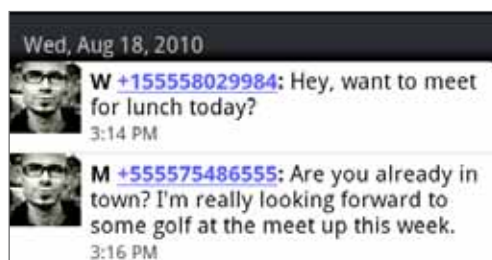 Wed, Aug 18, 2010
W +155558029984: Hey, want to meet
for lunch today?
3:14 PM
M +555575486555: Are you already in
town? I'm really looking forward to
some golf at the meet up this week.
3:16 PM